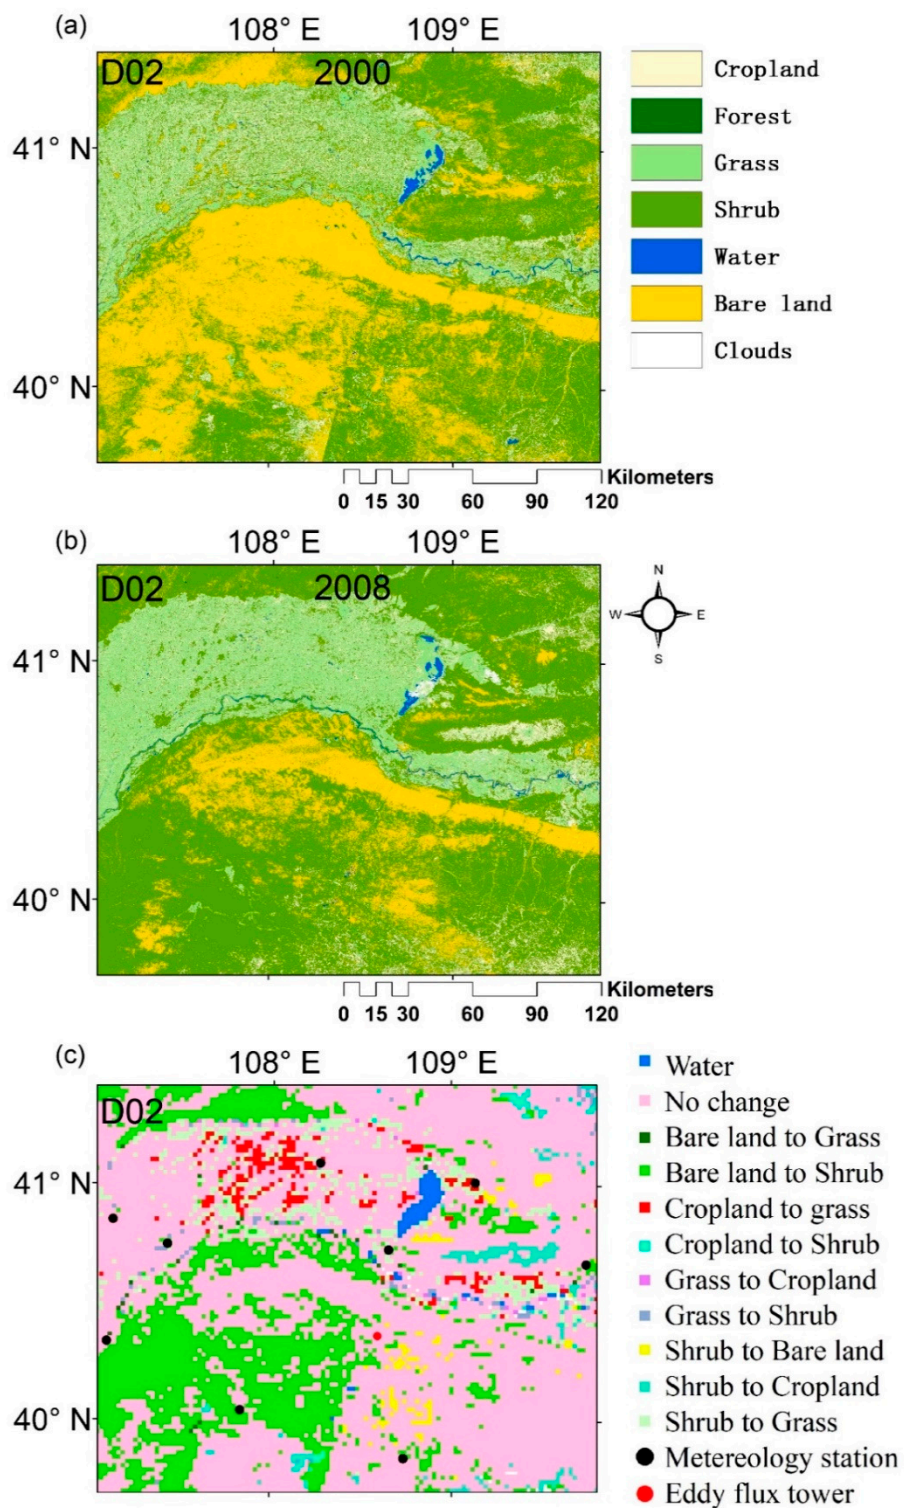 (a)
108° E 109° E
D02 2000
41° N
40° N
Cropland
Forest
Grass
Shrub
Water
Bare land
Clouds
Kilometers
0 15 30 60 90 120
(b)
108° E 109° E
D02 2008
41° N
40° N
N
W E
S
Kilometers
0 15 30 60 90 120
(c)
108° E 109° E
D02
41° N
40° N
Water
No change
Bare land to Grass
Bare land to Shrub
Cropland to grass
Cropland to Shrub
Grass to Cropland
Grass to Shrub
Shrub to Bare land
Shrub to Cropland
Shrub to Grass
Metereology station
Eddy flux tower